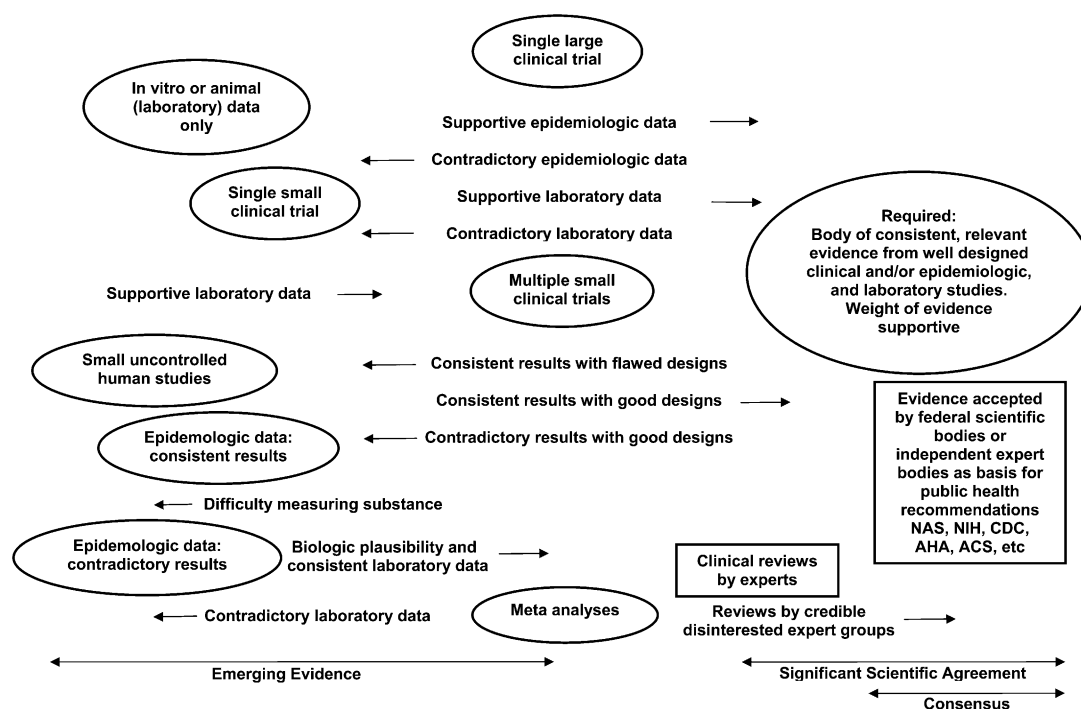 Single large
clinical trial
In vitro or animal
(laboratory) data
only
Supportive epidemiologic data
Contradictory epidemiologic data
Single small
clinical trial
Supportive laboratory data
Contradictory laboratory data
Required:
Body of consistent, relevant
evidence from well designed
clinical and/or epidemiologic,
and laboratory studies.
Weight of evidence
supportive
Supportive laboratory data
Multiple small
clinical trials
Small uncontrolled
human studies
Consistent results with flawed designs
Consistent results with good designs
Contradictory results with good designs
Evidence accepted
by federal scientific
bodies or
independent expert
bodies as basis for
public health
recommendations
NAS, NIH, CDC,
AHA, ACS, etc
Epidemologic data:
consistent results
Difficulty measuring substance
Epidemologic data:
contradictory results
Biologic plausibility and
consistent laboratory data
Clinical reviews
by experts
Contradictory laboratory data
Meta analyses
Reviews by credible
disinterested expert groups
Emerging Evidence
Significant Scientific Agreement
Consensus